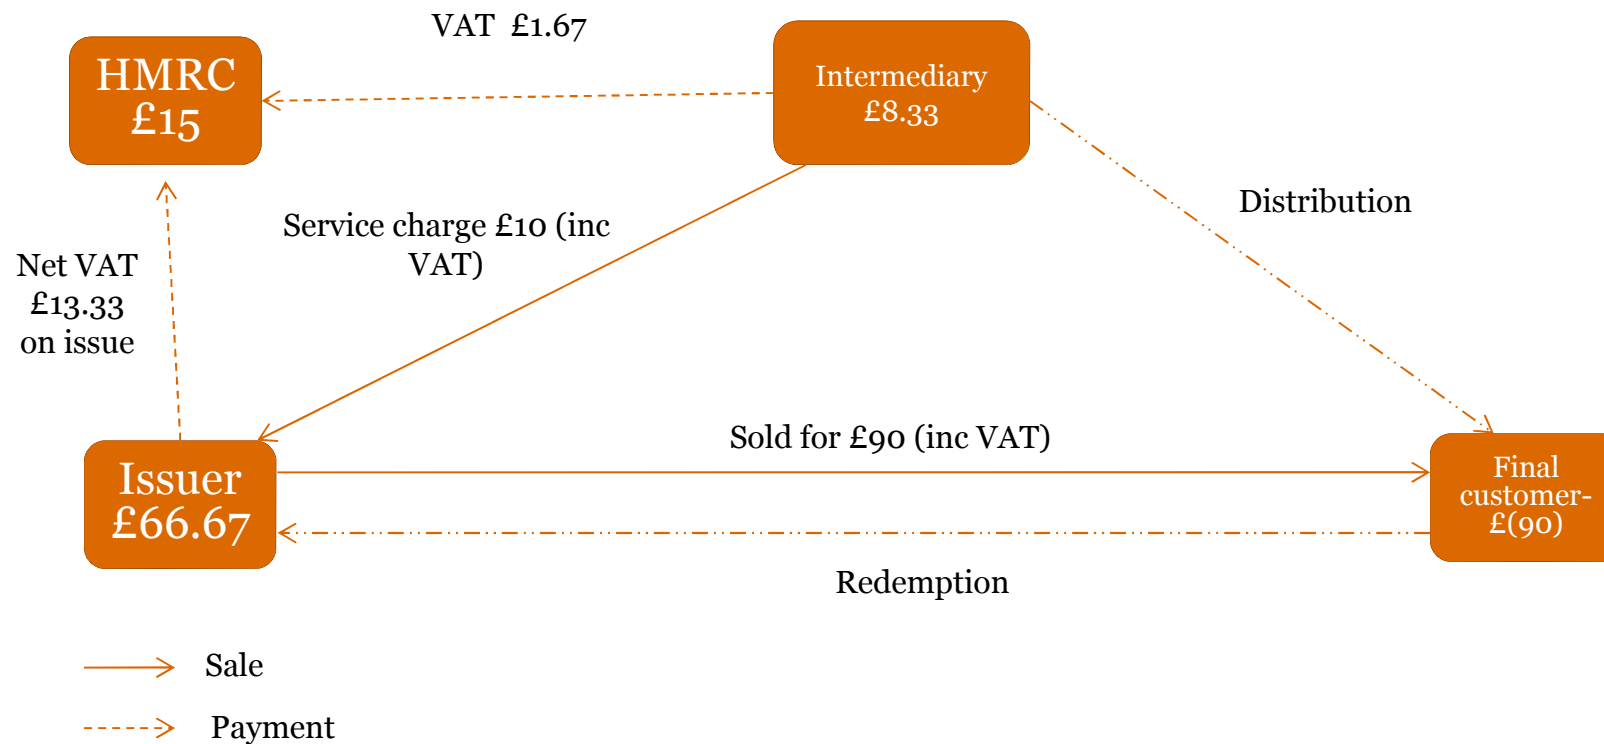 VAT  £1.67
HMRC
£15
Intermediary
£8.33
Distribution
Service charge £10 (inc
VAT)
Net VAT
£13.33
on issue
Sold for £90 (inc VAT)
Issuer
£66.67
Final
customer-
£(90)
Redemption
Sale
Payment